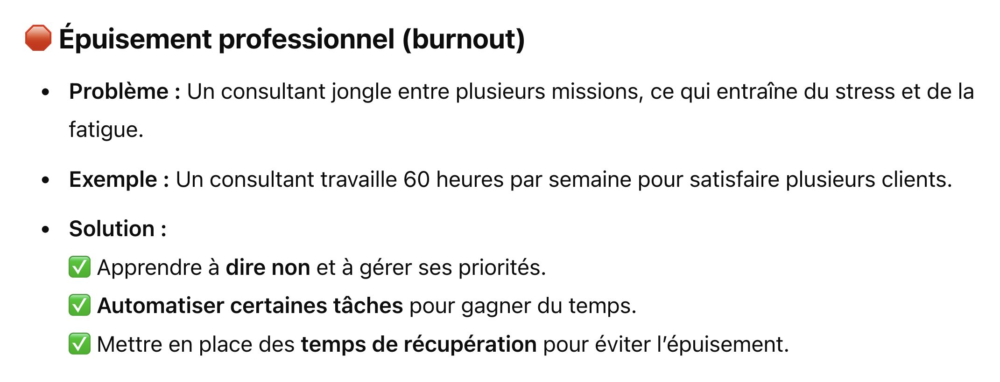 🛑 Épuisement professionnel (burnout)
• Problème : Un consultant jongle entre plusieurs missions, ce qui entraîne du stress et de la
fatigue.
• Exemple : Un consultant travaille 60 heures par semaine pour satisfaire plusieurs clients.
• Solution :
✅ Apprendre à dire non et à gérer ses priorités.
✅ Automatiser certaines tâches pour gagner du temps.
✅ Mettre en place des temps de récupération pour éviter l’épuisement.